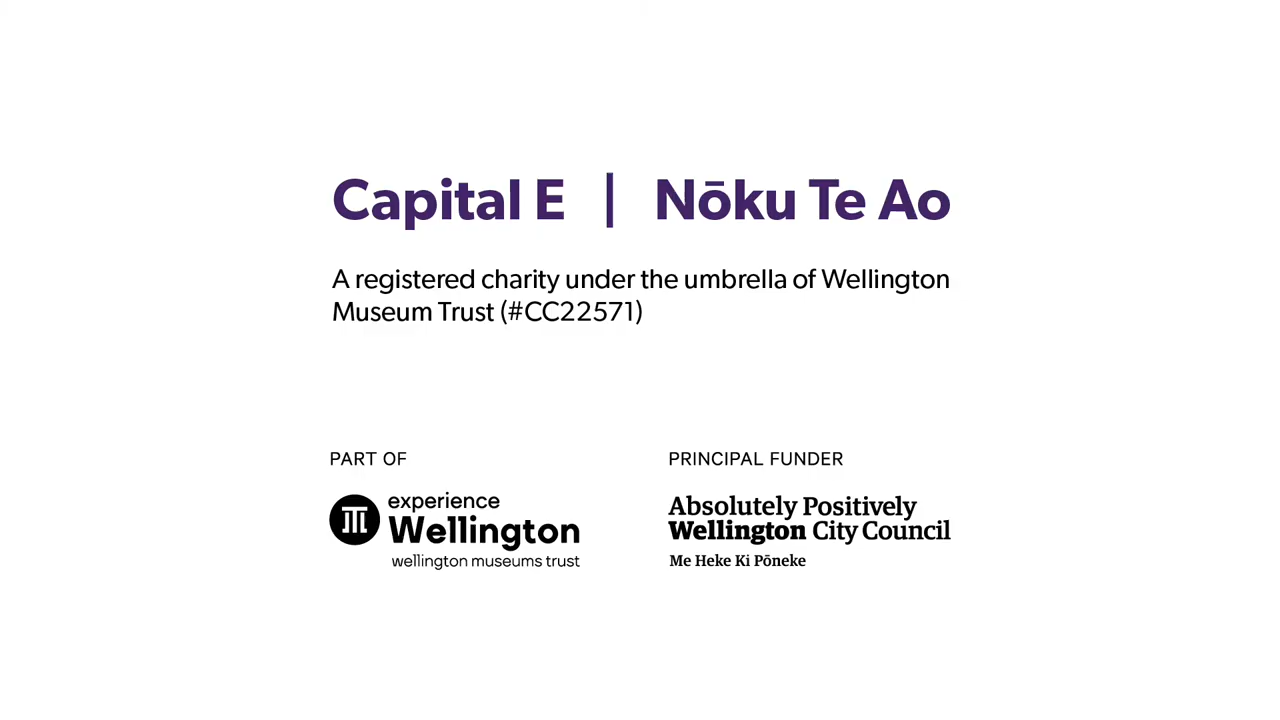 Capital E | Nōku Te Ao
A registered charity under the umbrella of Wellington
Museum Trust (#CC22571)
PART OF
experience
Wellington
wellington museums trust
PRINCIPAL FUNDER
Absolutely Positively
Wellington City Council
Me Heke Ki Pōneke